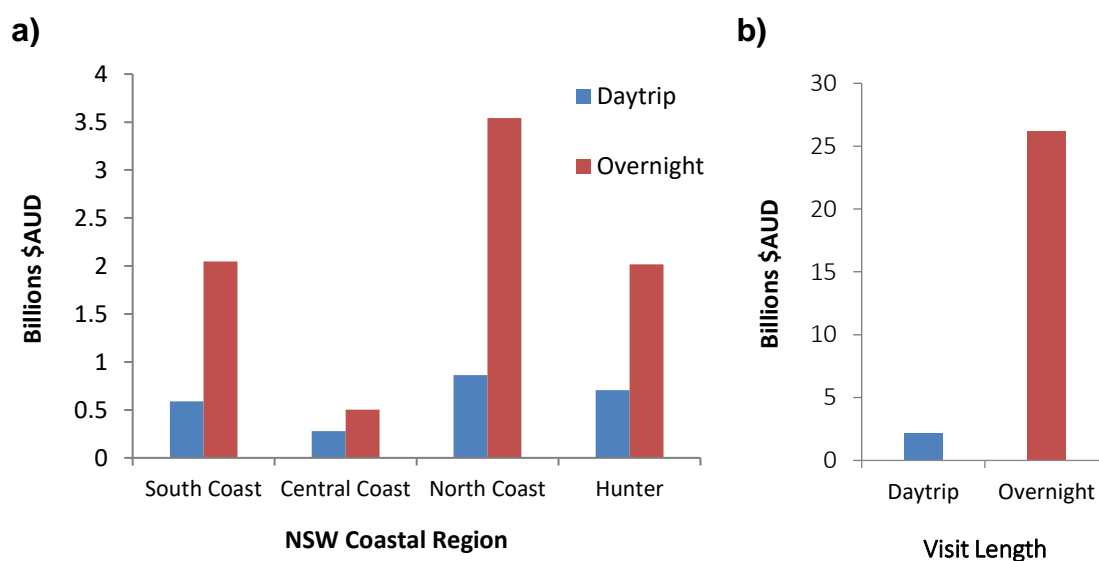 a)
Billions $AUD
4
3.5
3
2.5
2
1.5
1
0.5
0
Daytrip
Overnight
South Coast Central Coast North Coast Hunter
NSW Coastal Region
b)
Billions $AUD
30
25
20
15
10
5
0
Daytrip Overnight
Visit Length